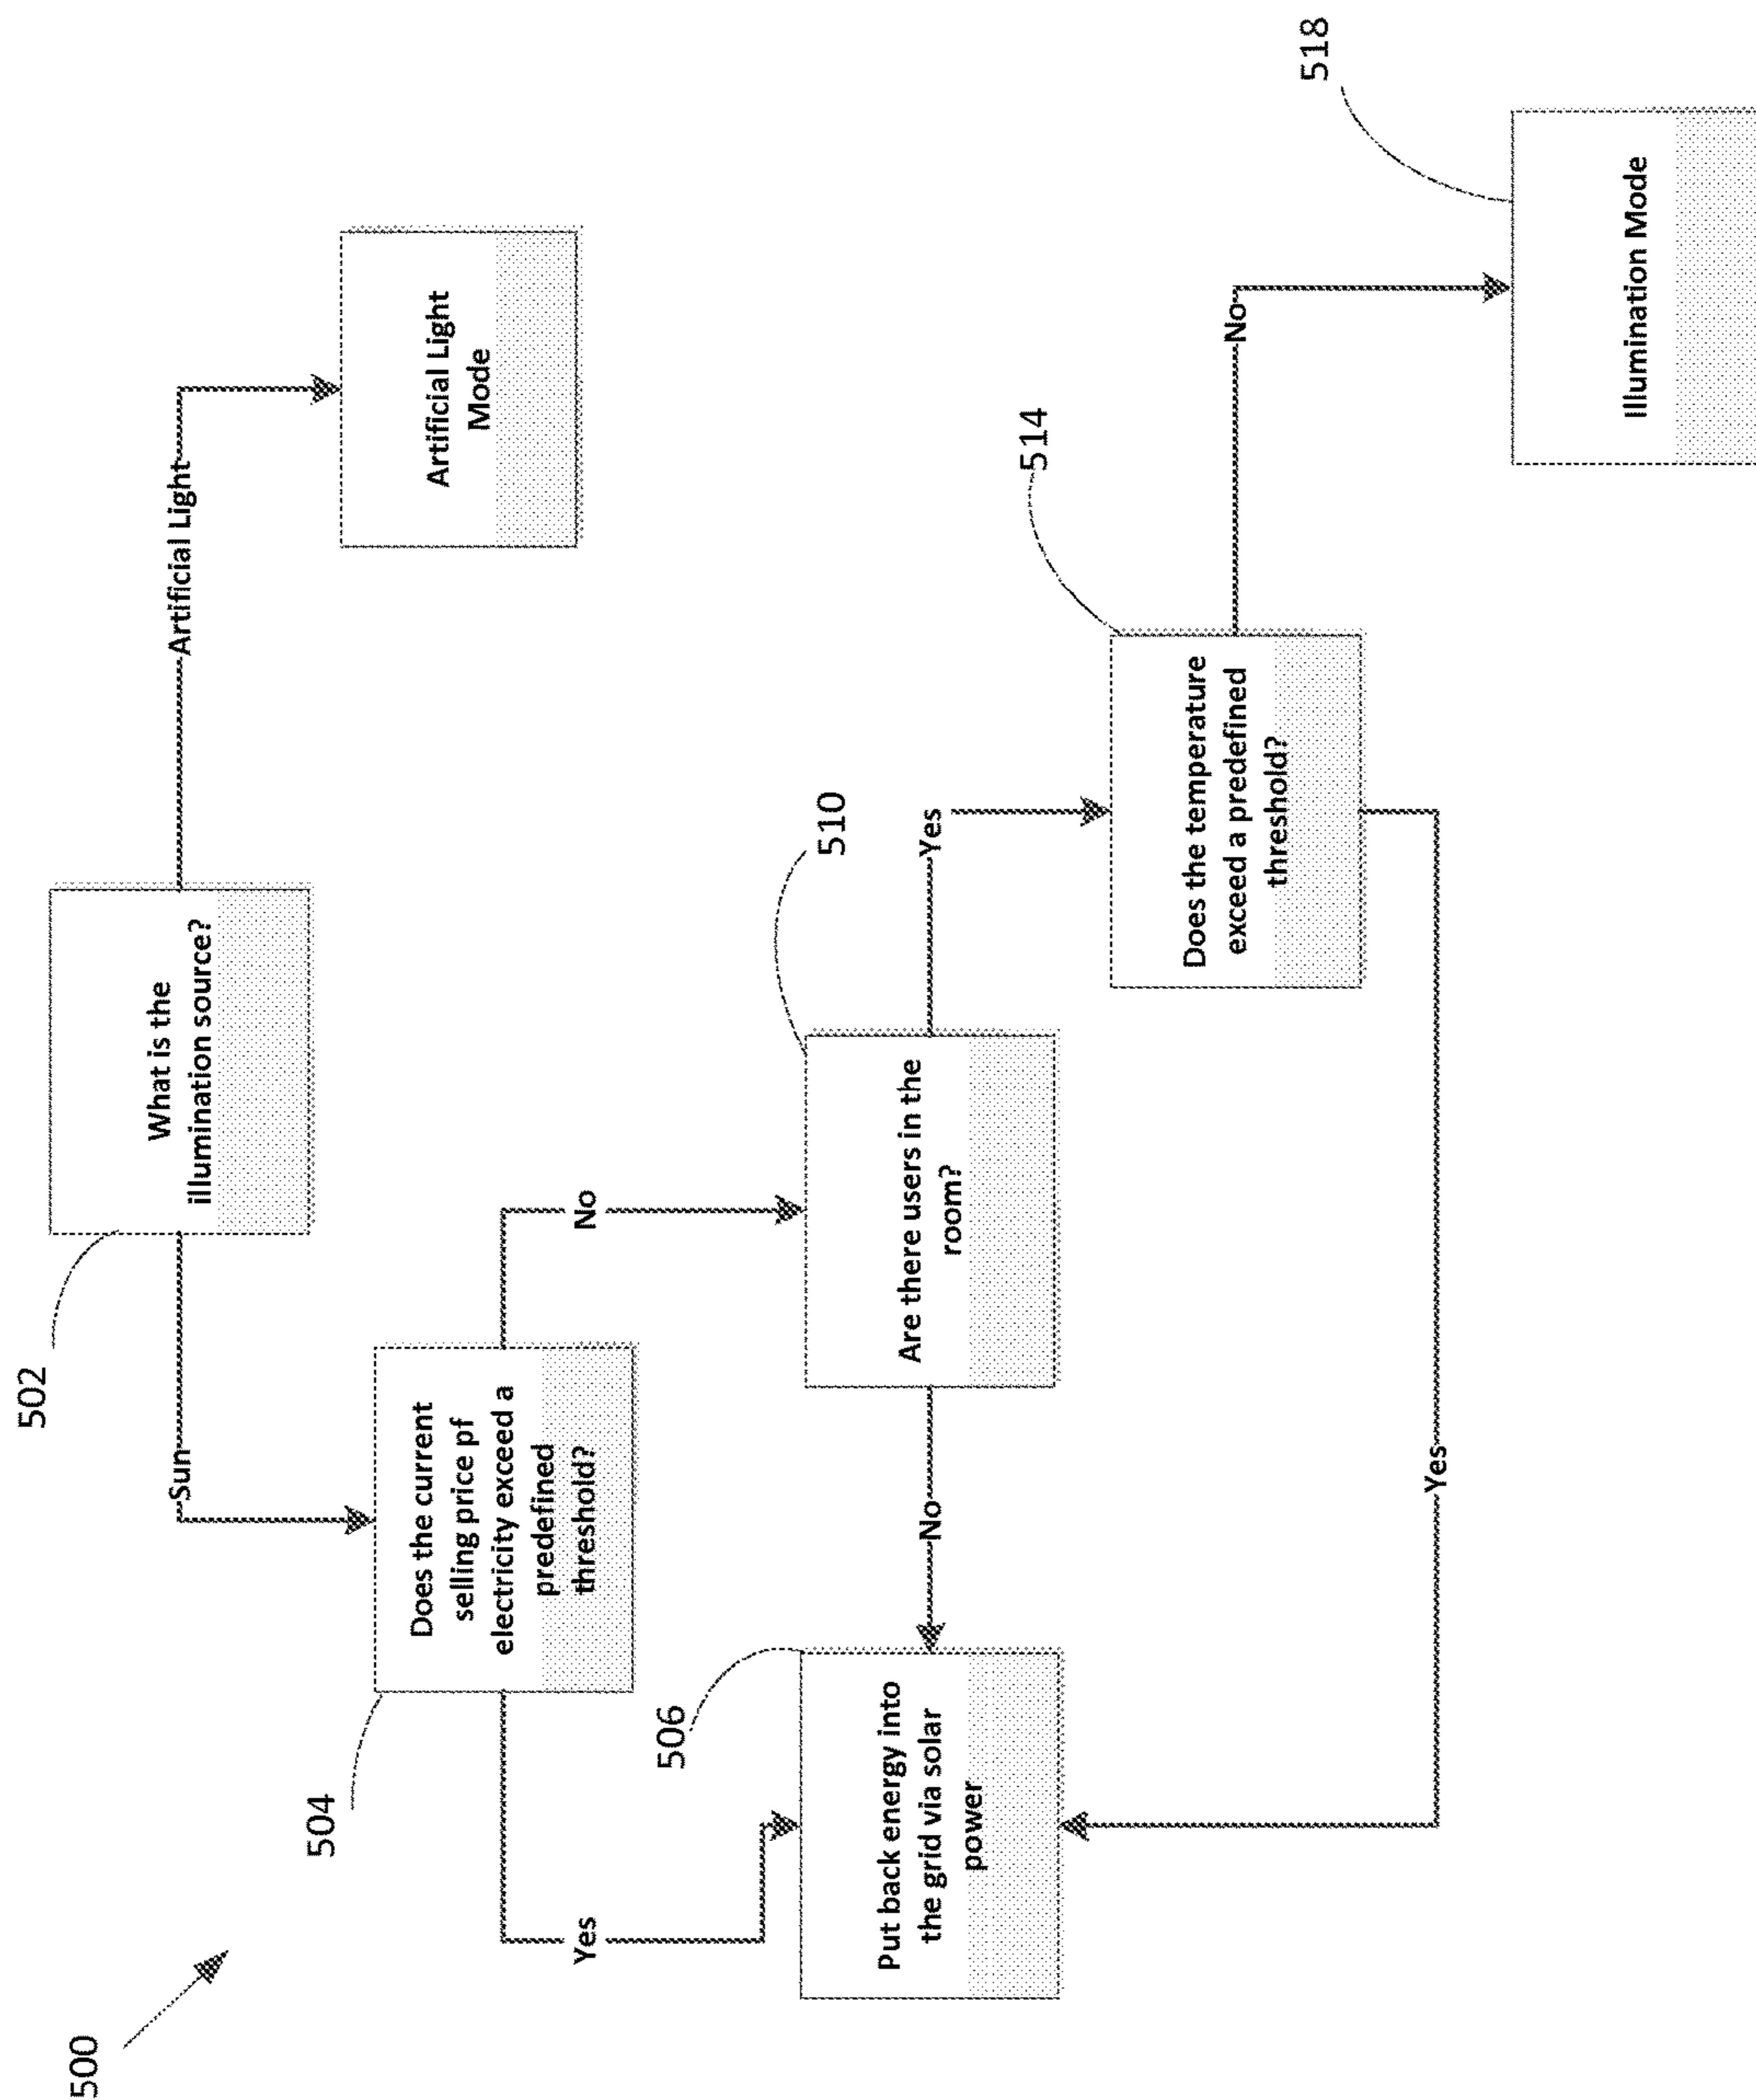 500
502
What is the
illumination source?
Sun
Artificial Light
Artificial Light
Mode
504
Does the current
selling price pf
electricity exceed a
predefined
threshold?
Yes
No
506
Put back energy into
the grid via solar
power
No
510
Are there users in the
room?
Yes
514
Does the temperature
exceed a predefined
threshold?
Yes
No
518
Illumination Mode